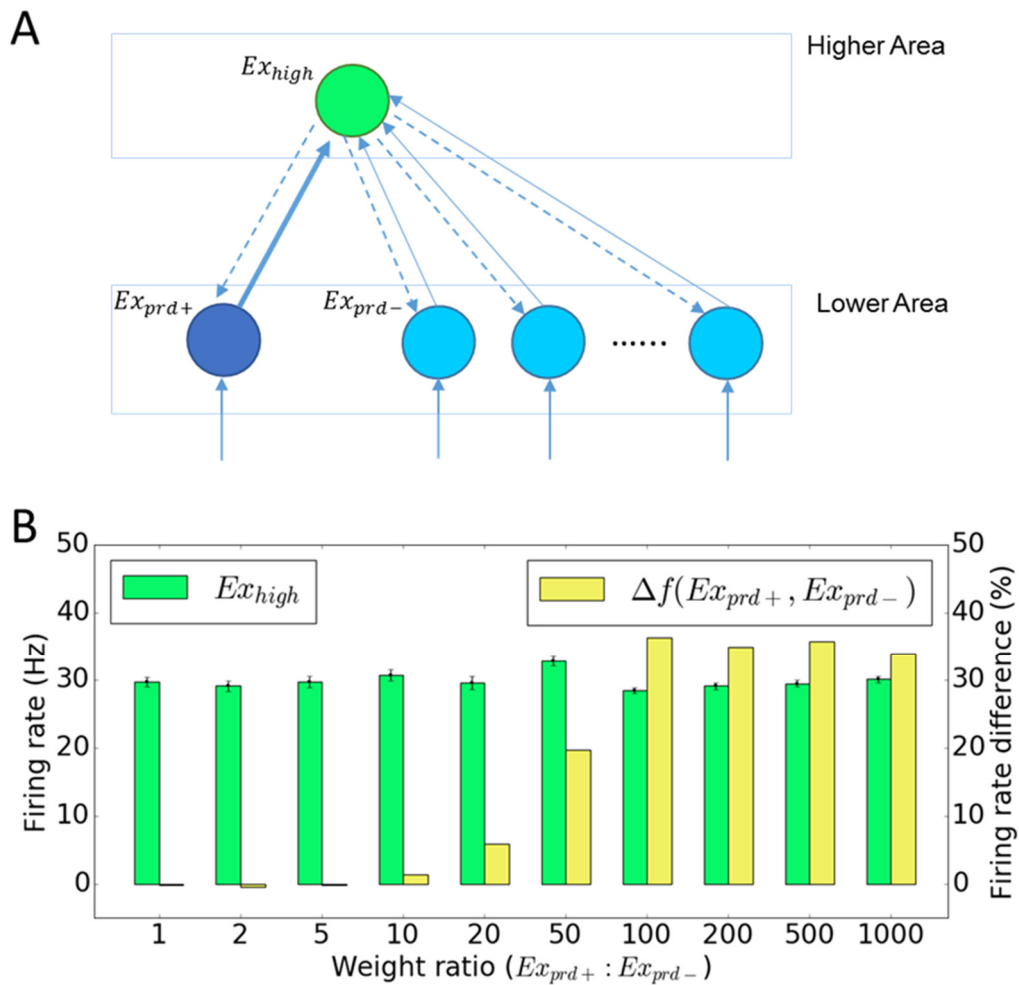 A
Higher Area
Ex_high
Ex_prd+
Ex_prd−
Lower Area
......
B
Ex_high
Δf(Ex_prd+, Ex_prd−)
Firing rate (Hz)
50
40
30
20
10
0
50
40
30
20
10
0
Firing rate difference (%)
1 2 5 10 20 50 100 200 500 1000
Weight ratio (Ex_prd+ : Ex_prd−)